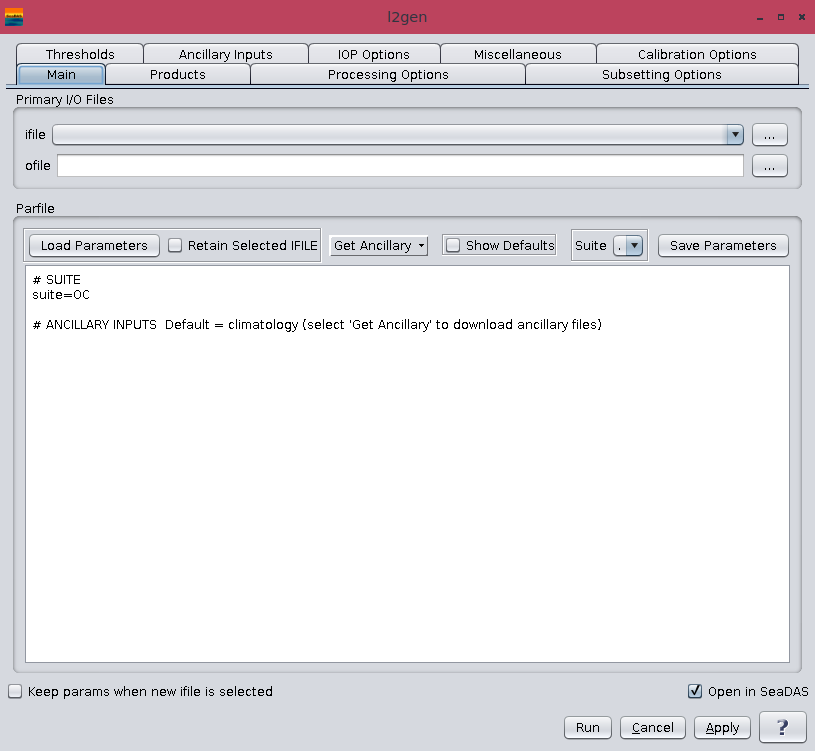 l2gen
Thresholds Ancillary Inputs IOP Options Miscellaneous Calibration Options
Main Products Processing Options Subsetting Options
Primary I/O Files
ifile ...
ofile ...
Parfile
Load Parameters Retain Selected IFILE Get Ancillary Show Defaults Suite . Save Parameters
# SUITE
suite=OC
# ANCILLARY INPUTS  Default = climatology (select 'Get Ancillary' to download ancillary files)
Keep params when new ifile is selected Open in SeaDAS
Run Cancel Apply ?